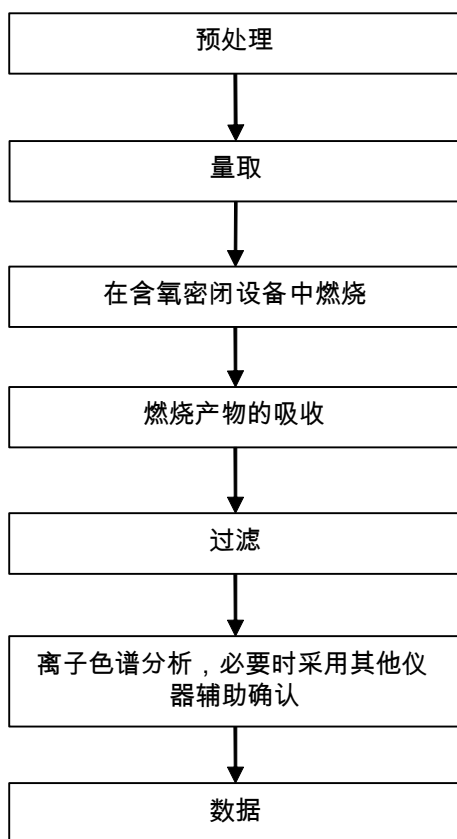 预处理
量取
在含氧密闭设备中燃烧
燃烧产物的吸收
过滤
离子色谱分析，必要时采用其他仪
器辅助确认
数据